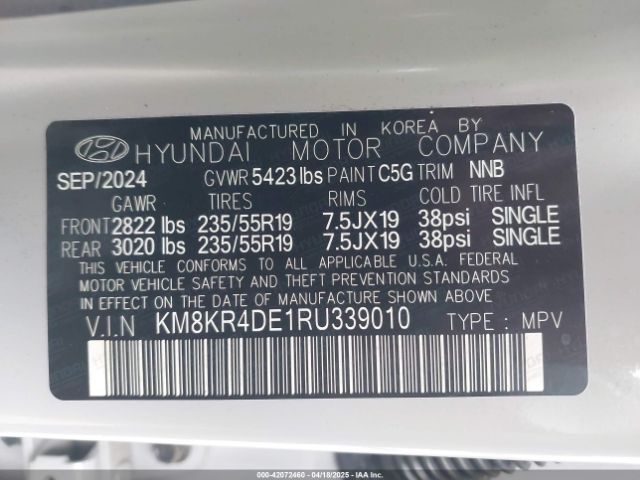 MANUFACTURED IN KOREA BY
HYUNDAI MOTOR COMPANY
SEP/2024 GVWR 5423 lbs PAINT C5G TRIM NNB
GAWR TIRES RIMS COLD TIRE INFL
FRONT 2822 lbs 235/55R19 7.5JX19 38psi SINGLE
REAR 3020 lbs 235/55R19 7.5JX19 38psi SINGLE
THIS VEHICLE CONFORMS TO ALL APPLICABLE U.S.A. FEDERAL
MOTOR VEHICLE SAFETY AND THEFT PREVENTION STANDARDS
IN EFFECT ON THE DATE OF MANUFACTURE SHOWN ABOVE.
V.I.N KM8KR4DE1RU339010 TYPE : MPV
000-42072460 - 04/18/2025 - IAAI.COM